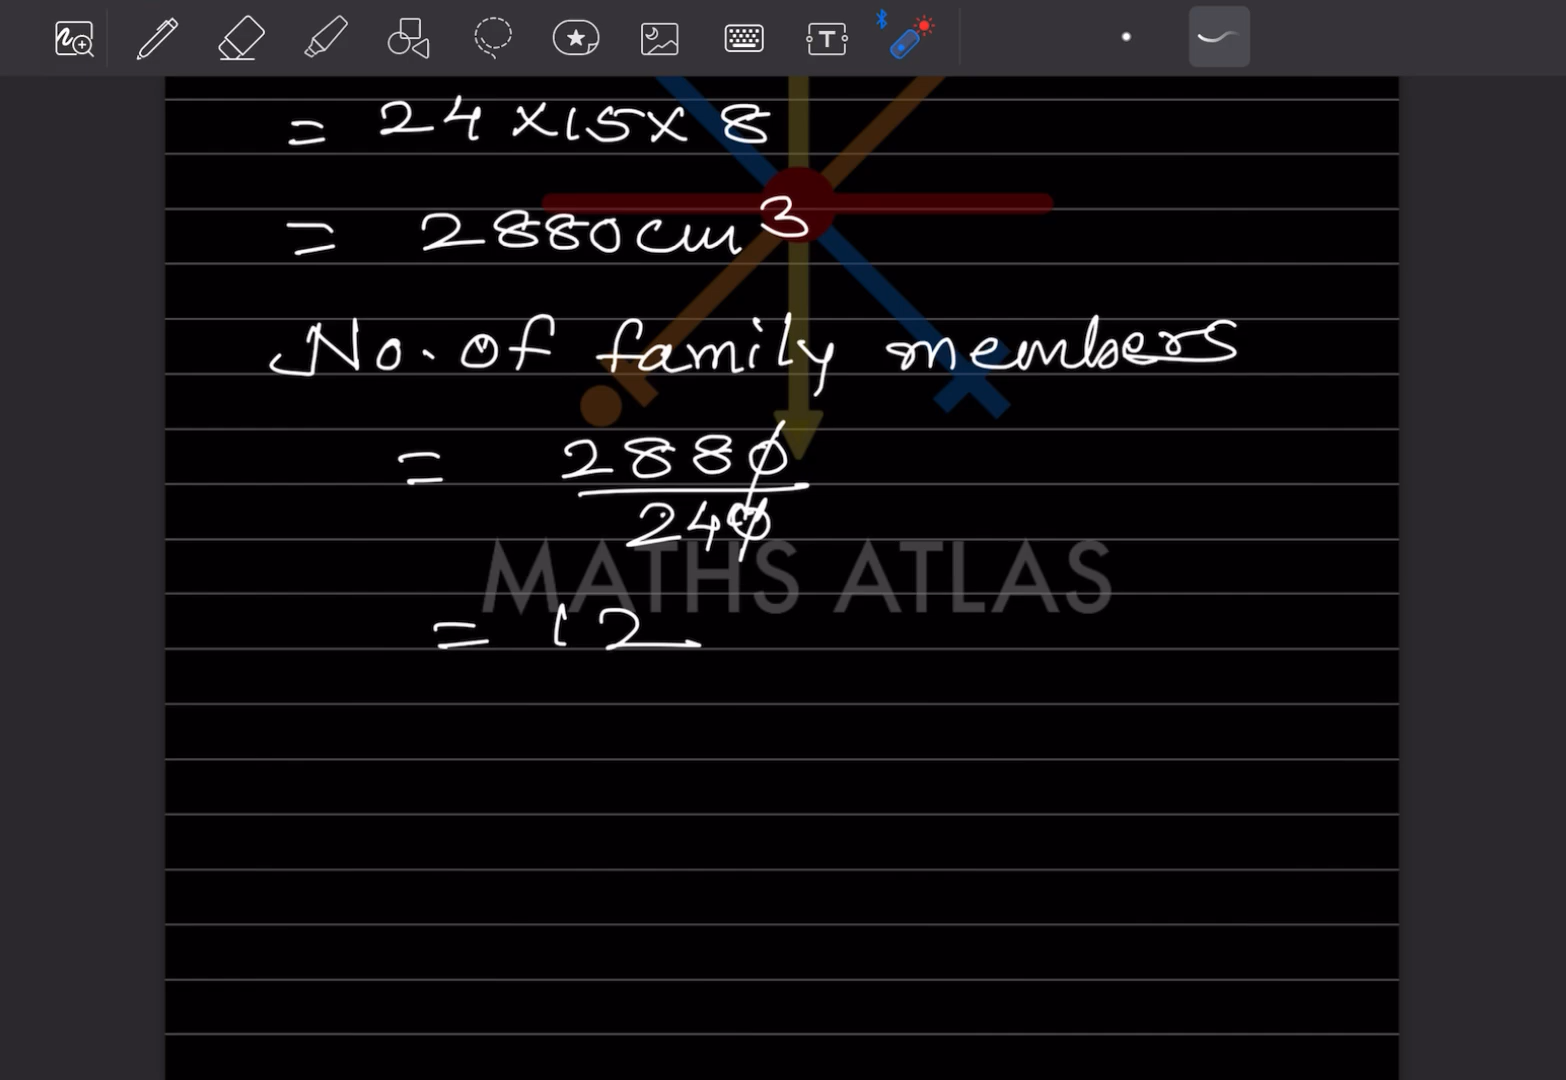 = 24 × 15 × 8
= 2880 cm³
No. of family members
= 2880
240
MATHS ATLAS
= 12